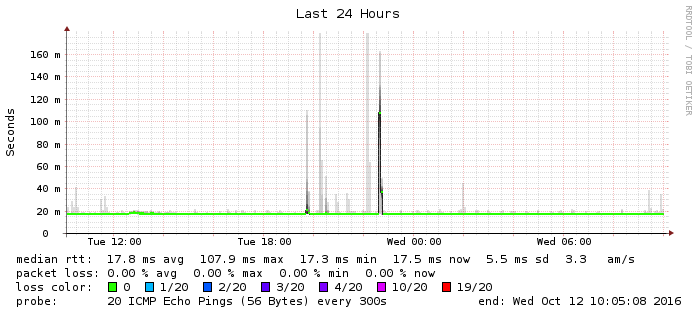 Last 24 Hours
RRDTOOL / TOBI OETIKER
Seconds
160 m
140 m
120 m
100 m
80 m
60 m
40 m
20 m
0
Tue 12:00 Tue 18:00 Wed 00:00 Wed 06:00
median rtt: 17.8 ms avg 107.9 ms max 17.3 ms min 17.5 ms now 5.5 ms sd 3.3 am/s
packet loss: 0.00 % avg 0.00 % max 0.00 % min 0.00 % now
loss color: 0 1/20 2/20 3/20 4/20 10/20 19/20
probe: 20 ICMP Echo Pings (56 Bytes) every 300s end: Wed Oct 12 10:05:08 2016